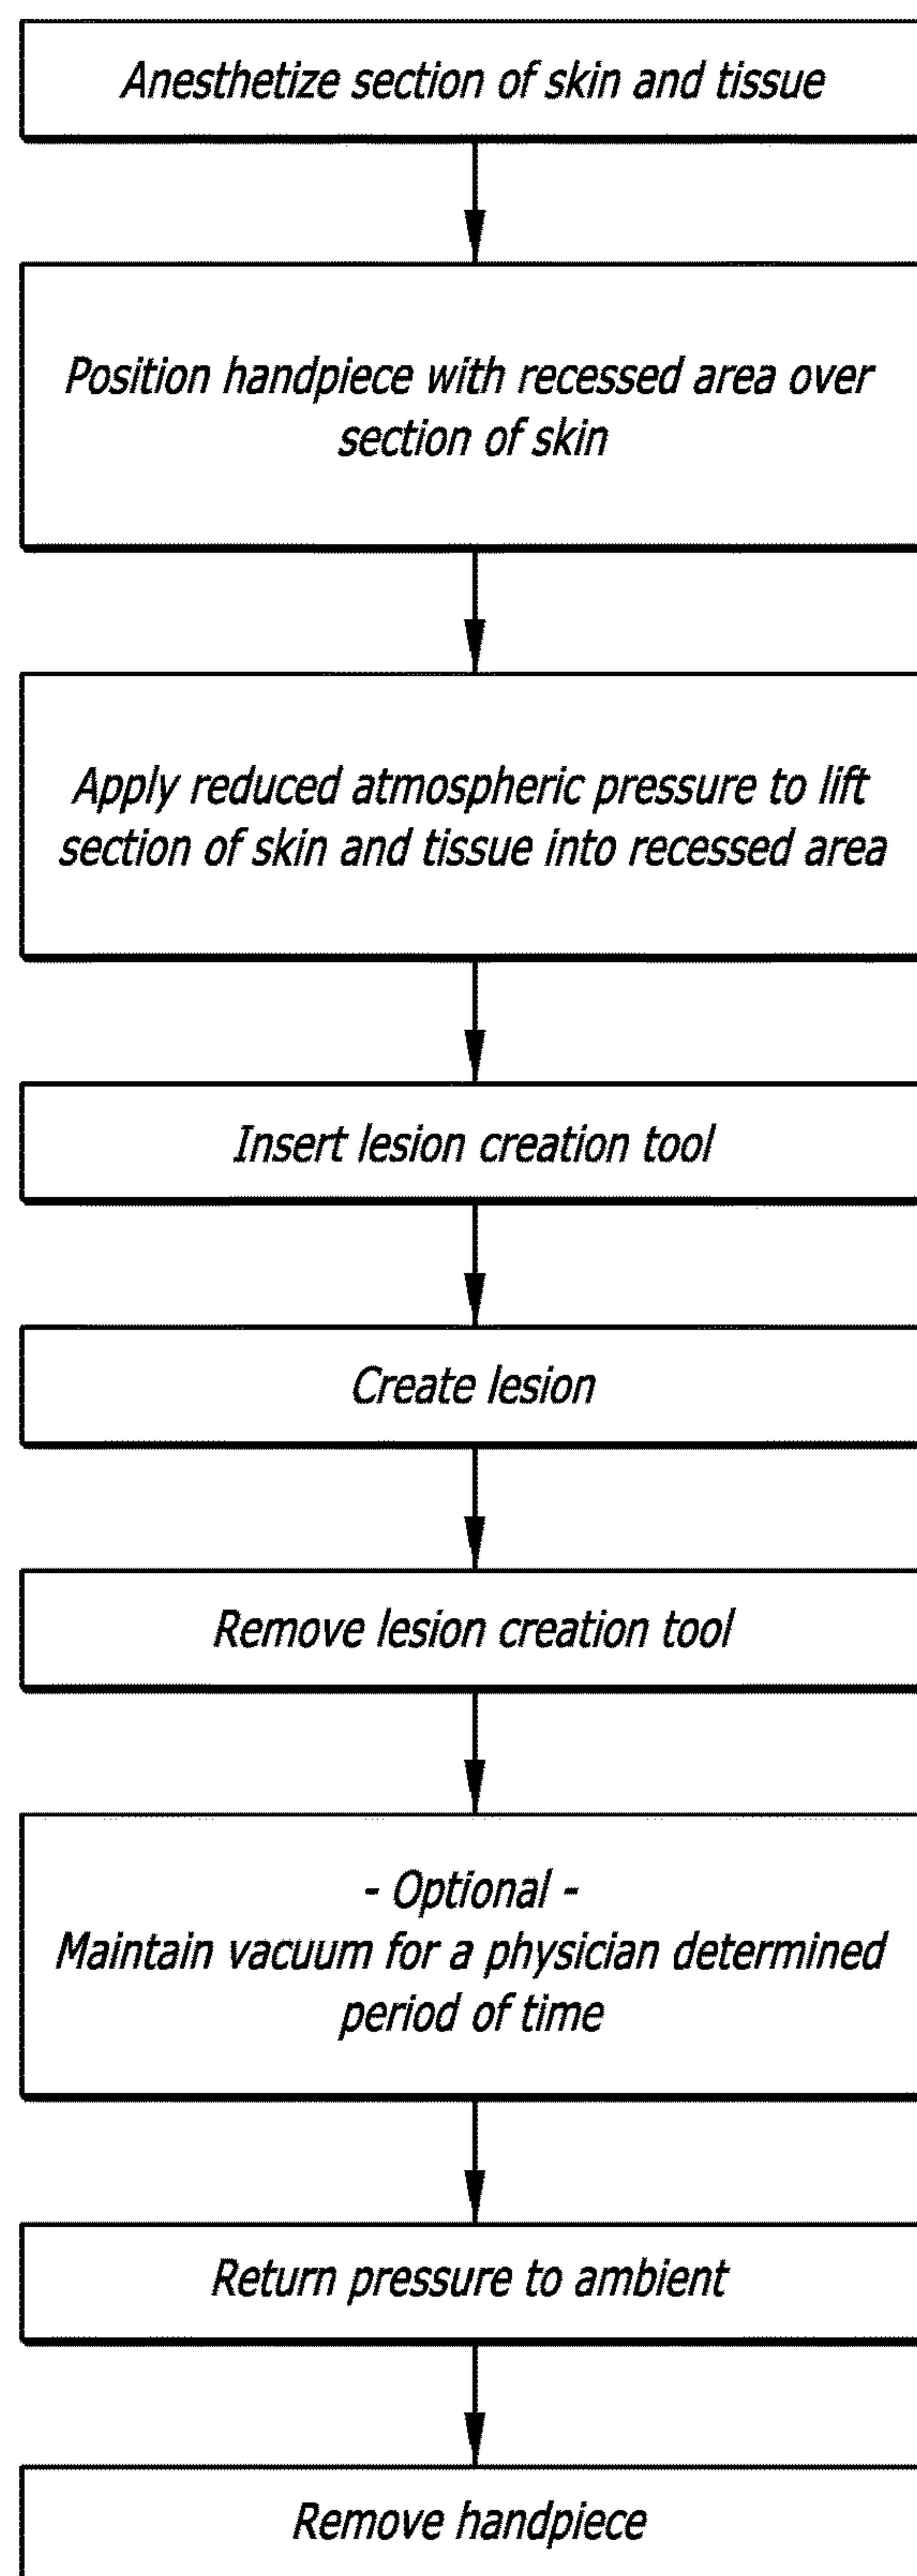 Anesthetize section of skin and tissue
Position handpiece with recessed area over
section of skin
Apply reduced atmospheric pressure to lift
section of skin and tissue into recessed area
Insert lesion creation tool
Create lesion
Remove lesion creation tool
- Optional -
Maintain vacuum for a physician determined
period of time
Return pressure to ambient
Remove handpiece